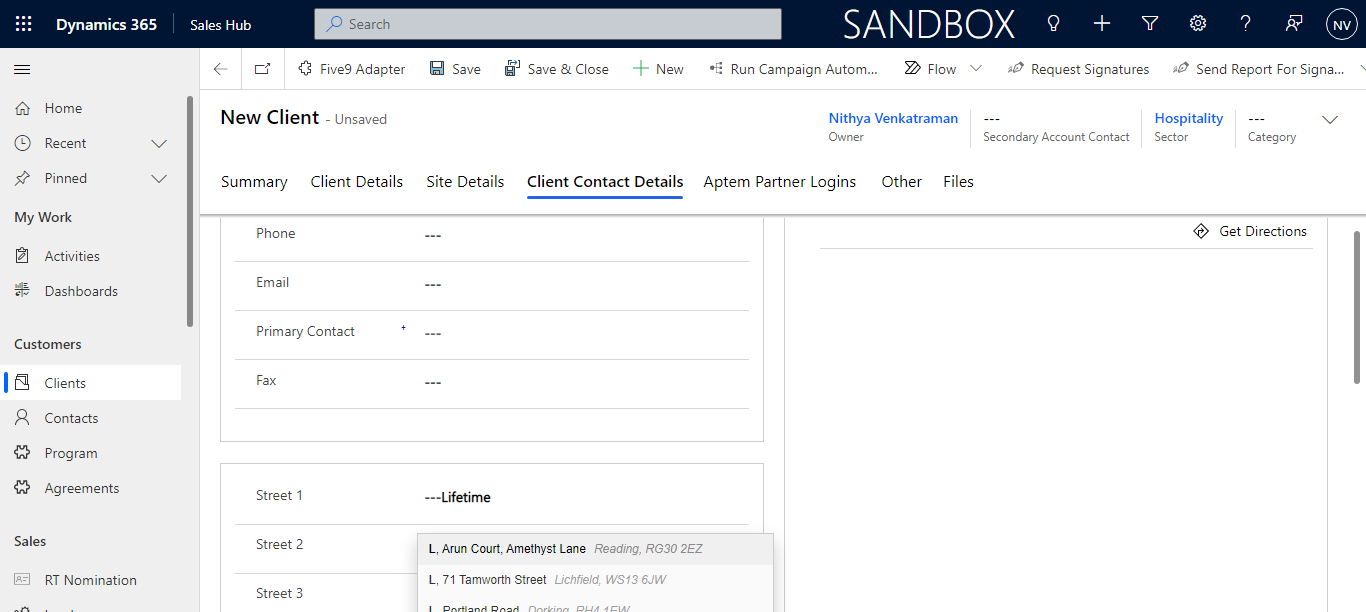 Dynamics 365 Sales Hub Search SANDBOX NV
Five9 Adapter Save Save & Close New Run Campaign Autom... Flow Request Signatures Send Report For Signa...
Home
Recent
Pinned
My Work
Activities
Dashboards
Customers
Clients
Contacts
Program
Agreements
Sales
RT Nomination
New Client - Unsaved
Nithya Venkatraman
Owner
---
Secondary Account Contact
Hospitality
Sector
---
Category
Summary Client Details Site Details Client Contact Details Aptem Partner Logins Other Files
Phone ---
Email ---
Primary Contact + ---
Fax ---
Get Directions
Street 1 ---Lifetime
Street 2
Street 3
L, Arun Court, Amethyst Lane Reading, RG30 2EZ
L, 71 Tamworth Street Lichfield, WS13 6JW
L, Portland Road Dorking, RH4 1EW